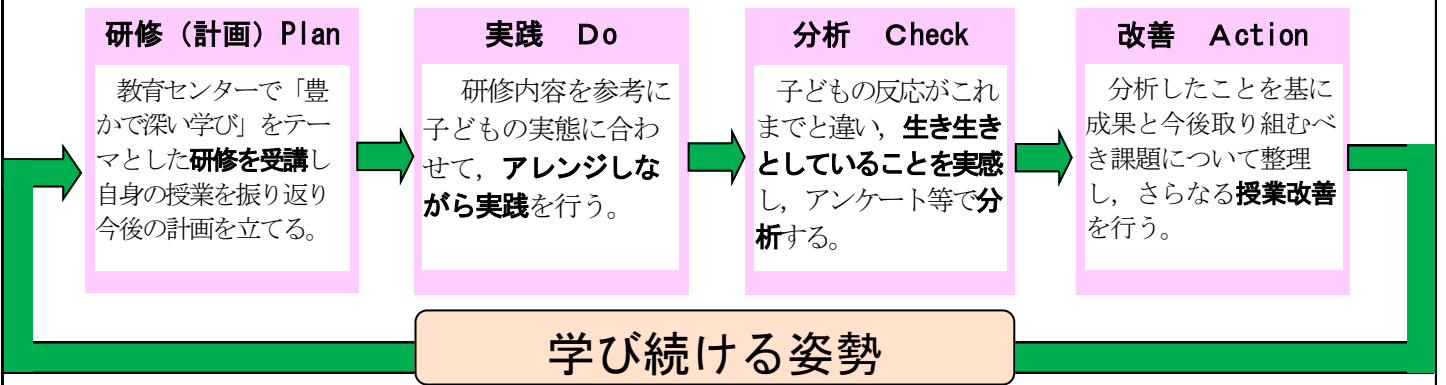 研修（計画）Plan
教育センターで「豊
かで深い学び」をテー
マとした研修を受講し
自身の授業を振り返り
今後の計画を立てる。
実践　Ｄo
研修内容を参考に
子どもの実態に合わ
せて，アレンジしな
がら実践を行う。
分析　Ｃheck
子どもの反応がこれ
までと違い，生き生き
としていることを実感
し，アンケート等で分
析する。
改善　Ａction
分析したことを基に
成果と今後取り組むべ
き課題について整理
し，さらなる授業改善
を行う。
学び続ける姿勢